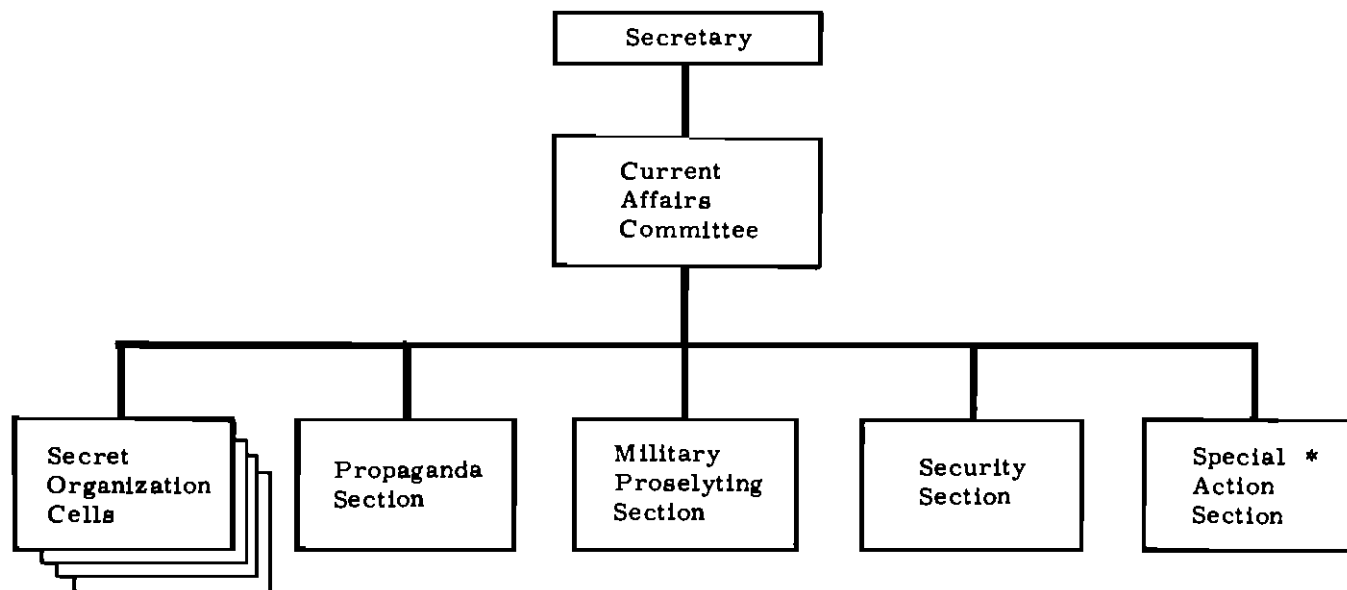 Secretary
Current
Affairs
Committee
Secret
Organization
Cells
Propaganda
Section
Military
Proselyting
Section
Security
Section
Special *
Action
Section